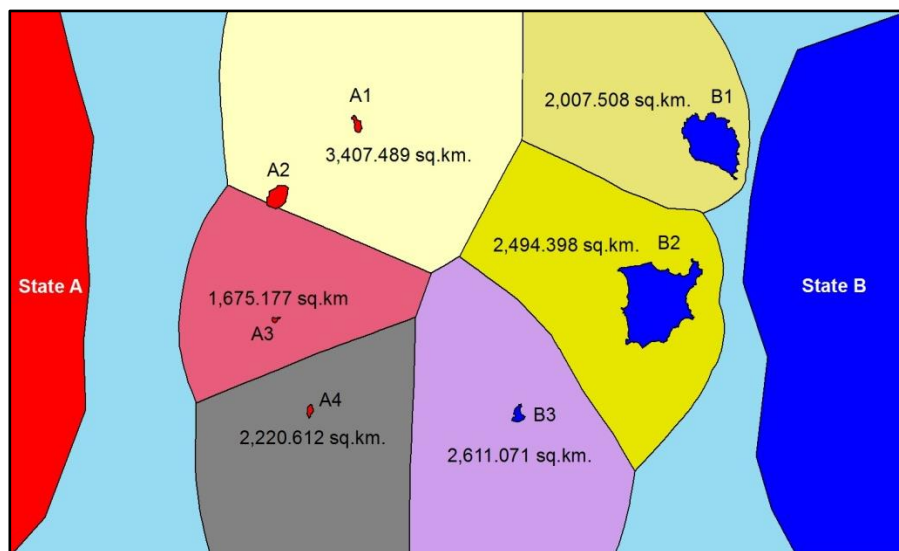 A1
2,007.508 sq.km.
B1
3,407.489 sq.km.
A2
2,494.398 sq.km.
B2
State A
1,675.177 sq.km
State B
A3
A4
2,220.612 sq.km.
B3
2,611.071 sq.km.